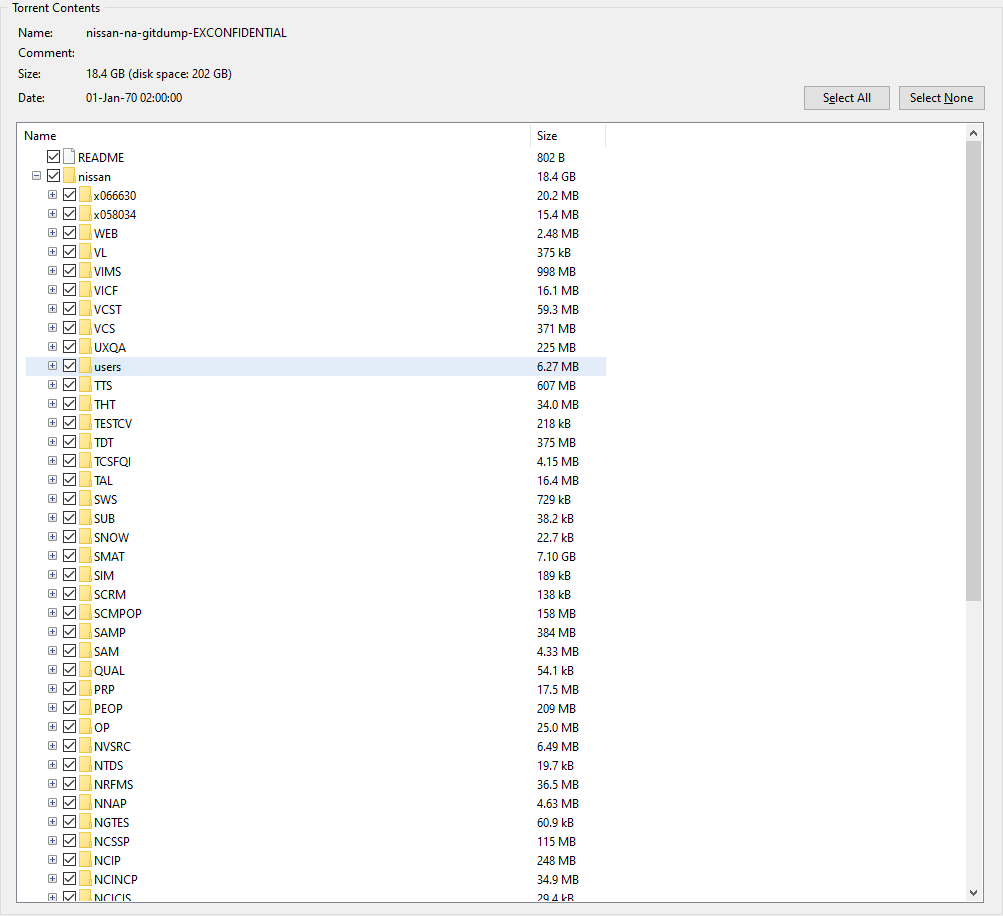 Torrent Contents
Name: nissan-na-gitdump-EXCONFIDENTIAL
Comment:
Size: 18.4 GB (disk space: 202 GB)
Date: 01-Jan-70 02:00:00
Select All Select None
Name Size
README 802 B
nissan 18.4 GB
x066630 20.2 MB
x058034 15.4 MB
WEB 2.48 MB
VL 375 kB
VIMS 998 MB
VICF 16.1 MB
VCST 59.3 MB
VCS 371 MB
UXQA 225 MB
users 6.27 MB
TTS 607 MB
THT 34.0 MB
TESTCV 218 kB
TDT 375 MB
TCSFQI 4.15 MB
TAL 16.4 MB
SWS 729 kB
SUB 38.2 kB
SNOW 22.7 kB
SMAT 7.10 GB
SIM 189 kB
SCRM 138 kB
SCMPOP 158 MB
SAMP 384 MB
SAM 4.33 MB
QUAL 54.1 kB
PRP 17.5 MB
PEOP 209 MB
OP 25.0 MB
NVSRC 6.49 MB
NTDS 19.7 kB
NRFMS 36.5 MB
NNAP 4.63 MB
NGTES 60.9 kB
NCSSP 115 MB
NCIP 248 MB
NCINCP 34.9 MB
NCICIS 29.4 kB